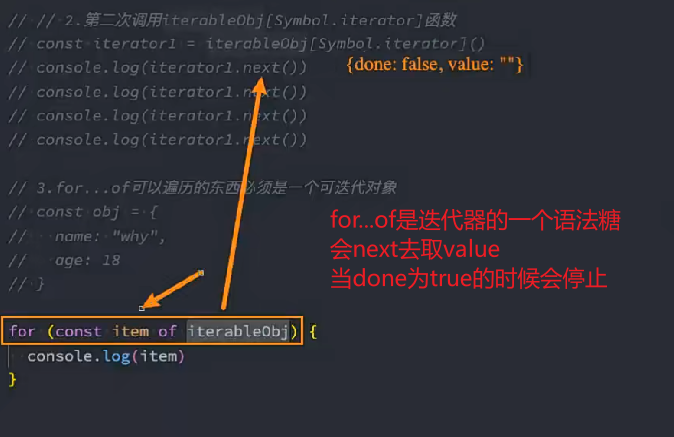 // // 2.第二次调用iterableObj[Symbol.iterator]函数
// const iterator1 = iterableObj[Symbol.iterator]()
// console.log(iterator1.next()) {done: false, value: ""}
// console.log(iterator1.next())
// console.log(iterator1.next())
// console.log(iterator1.next())
// 3.for...of可以遍历的东西必须是一个可迭代对象
// const obj = {
//   name: "why",
//   age: 18
// }
for...of是迭代器的一个语法糖
会next去取value
当done为true的时候会停止
for (const item of iterableObj) {
  console.log(item)
}